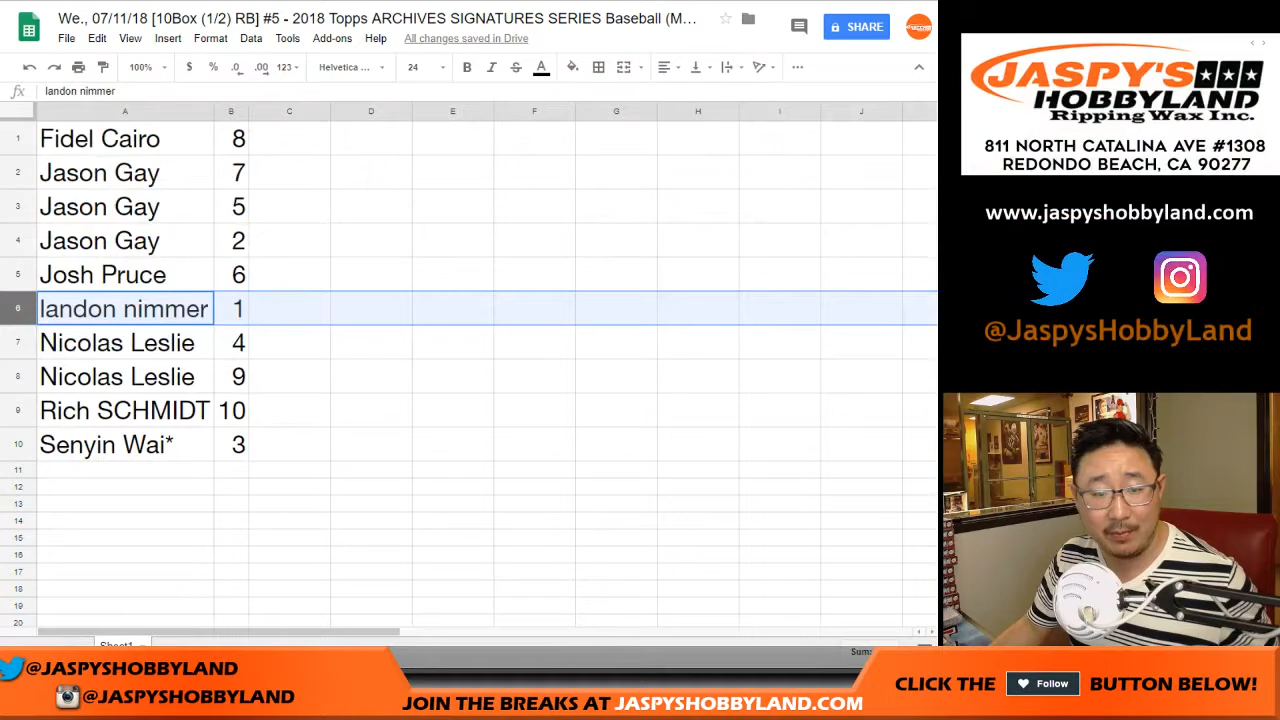 We., 07/11/18 [10Box (1/2) RB] #5 - 2018 Topps ARCHIVES SIGNATURES SERIES Baseball (M...
SHARE
File Edit View Insert Format Data Tools Add-ons Help All changes saved in Drive
100% $ % .0 .00 123 Helvetica ... 24 B I S A
fx landon nimmer
A B C D E F G H I J
1 Fidel Cairo 8
2 Jason Gay 7
3 Jason Gay 5
4 Jason Gay 2
5 Josh Pruce 6
6 landon nimmer 1
7 Nicolas Leslie 4
8 Nicolas Leslie 9
9 Rich SCHMIDT 10
10 Senyin Wai* 3
11
12
13
14
15
16
17
18
19
20
Sheet1
Sum:
JASPY'S
HOBBYLAND
Ripping Wax Inc.
811 NORTH CATALINA AVE #1308
REDONDO BEACH, CA 90277
www.jaspyshobbyland.com
@JaspysHobbyLand
@JASPYSHOBBYLAND
@JASPYSHOBBYLAND
JOIN THE BREAKS AT JASPYSHOBBYLAND.COM
CLICK THE Follow BUTTON BELOW!